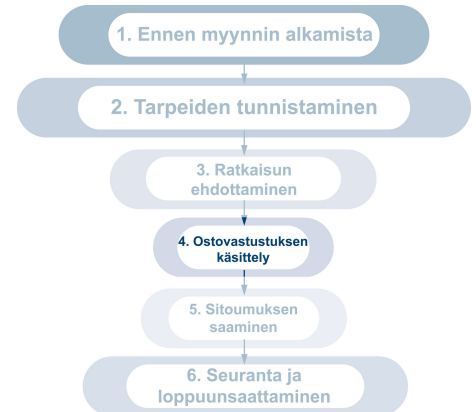 1. Ennen myynnin alkamista
2. Tarpeiden tunnistaminen
3. Ratkaisun
ehdottaminen
4. Ostovastustuksen
käsittely
5. Sitoumuksen
saaminen
6. Seuranta ja
loppuunsaattaminen